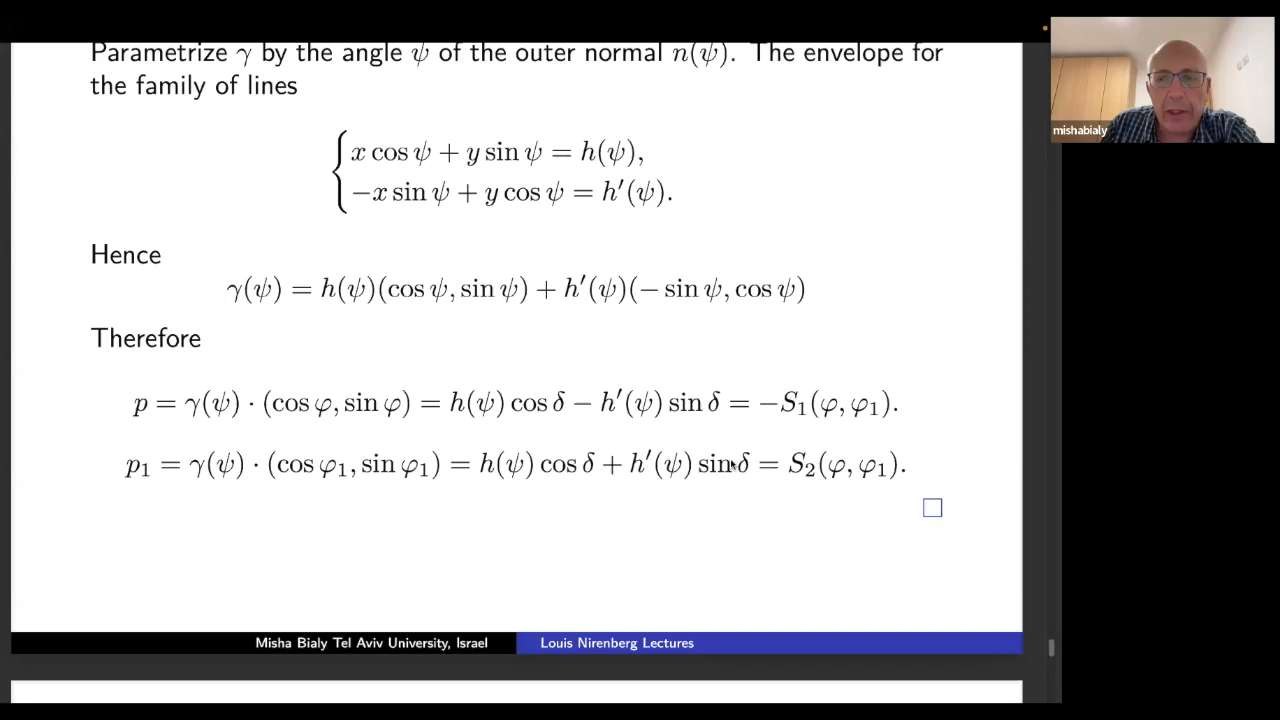 Parametrize γ by the angle ψ of the outer normal n(ψ). The envelope for
the family of lines
x cos ψ + y sin ψ = h(ψ),
−x sin ψ + y cos ψ = h′(ψ).
Hence
γ(ψ) = h(ψ)(cos ψ, sin ψ) + h′(ψ)(− sin ψ, cos ψ)
Therefore
p = γ(ψ) · (cos φ, sin φ) = h(ψ) cos δ − h′(ψ) sin δ = −S₁(φ, φ₁).
p₁ = γ(ψ) · (cos φ₁, sin φ₁) = h(ψ) cos δ + h′(ψ) sin δ = S₂(φ, φ₁).
Misha Bialy Tel Aviv University, Israel
Louis Nirenberg Lectures
mishabialy